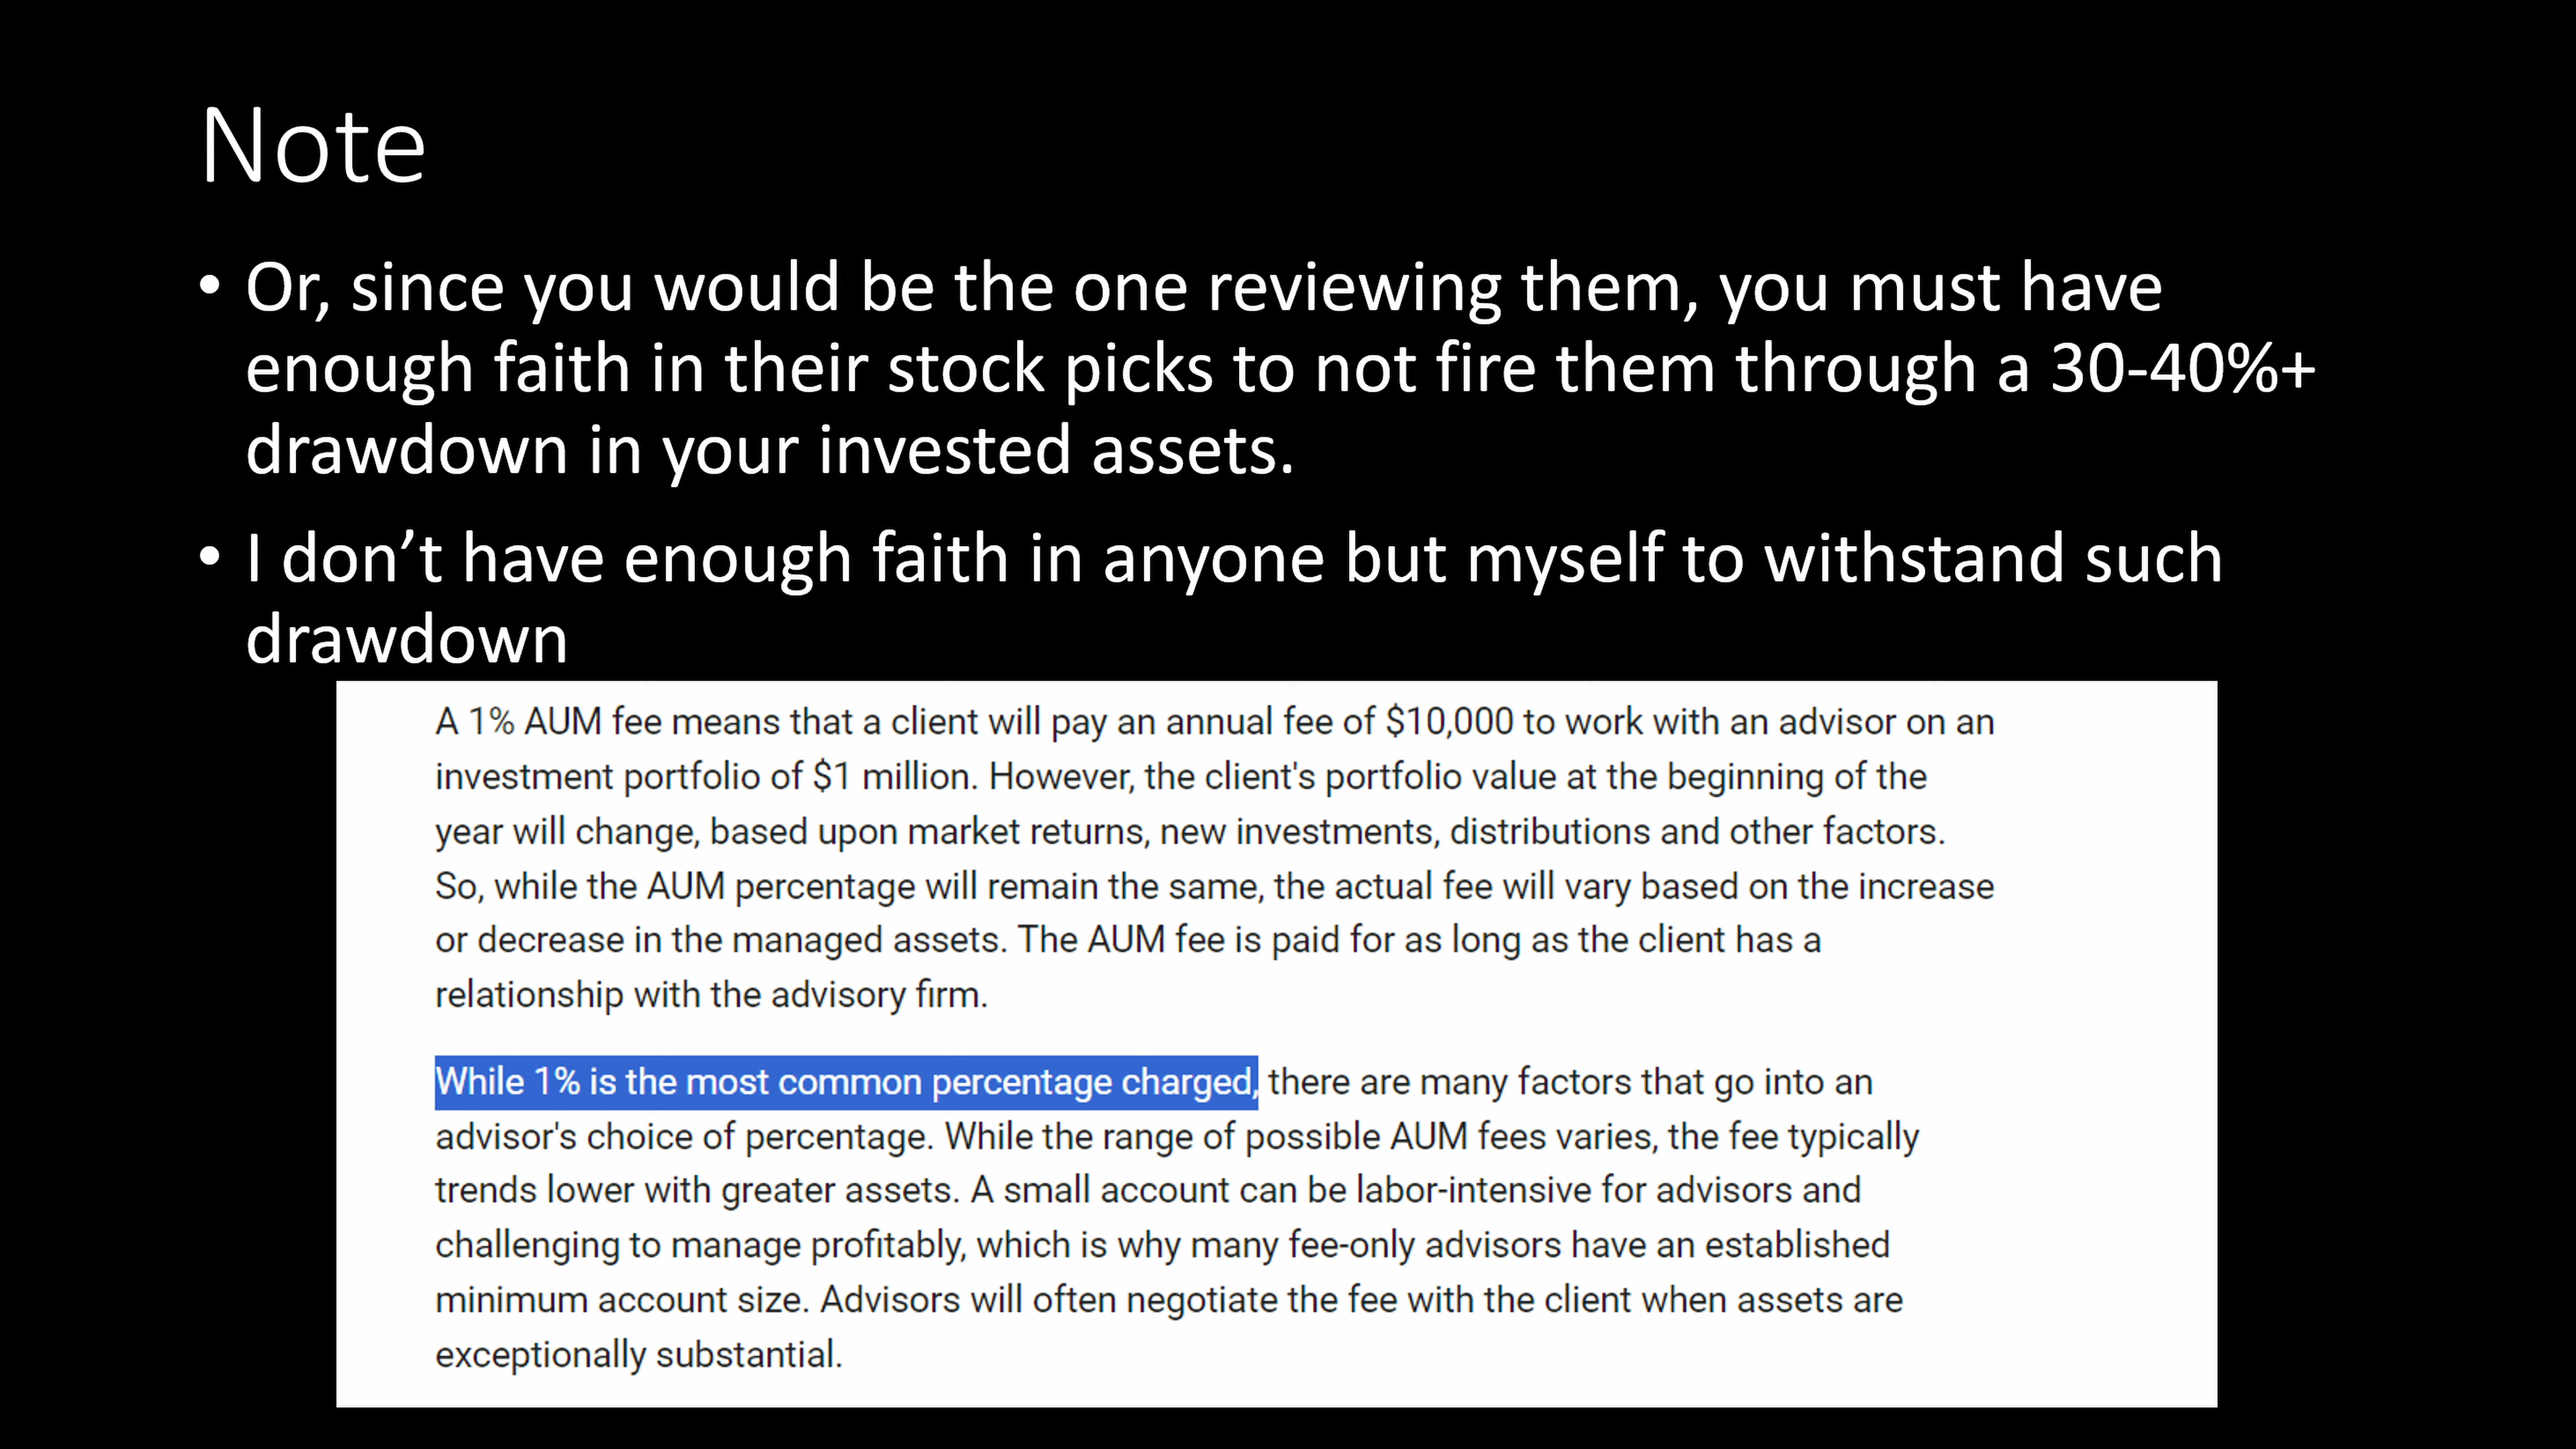 Note
• Or, since you would be the one reviewing them, you must have
enough faith in their stock picks to not fire them through a 30-40%+
drawdown in your invested assets.
• I don’t have enough faith in anyone but myself to withstand such
drawdown
A 1% AUM fee means that a client will pay an annual fee of $10,000 to work with an advisor on an
investment portfolio of $1 million. However, the client's portfolio value at the beginning of the
year will change, based upon market returns, new investments, distributions and other factors.
So, while the AUM percentage will remain the same, the actual fee will vary based on the increase
or decrease in the managed assets. The AUM fee is paid for as long as the client has a
relationship with the advisory firm.
While 1% is the most common percentage charged, there are many factors that go into an
advisor's choice of percentage. While the range of possible AUM fees varies, the fee typically
trends lower with greater assets. A small account can be labor-intensive for advisors and
challenging to manage profitably, which is why many fee-only advisors have an established
minimum account size. Advisors will often negotiate the fee with the client when assets are
exceptionally substantial.